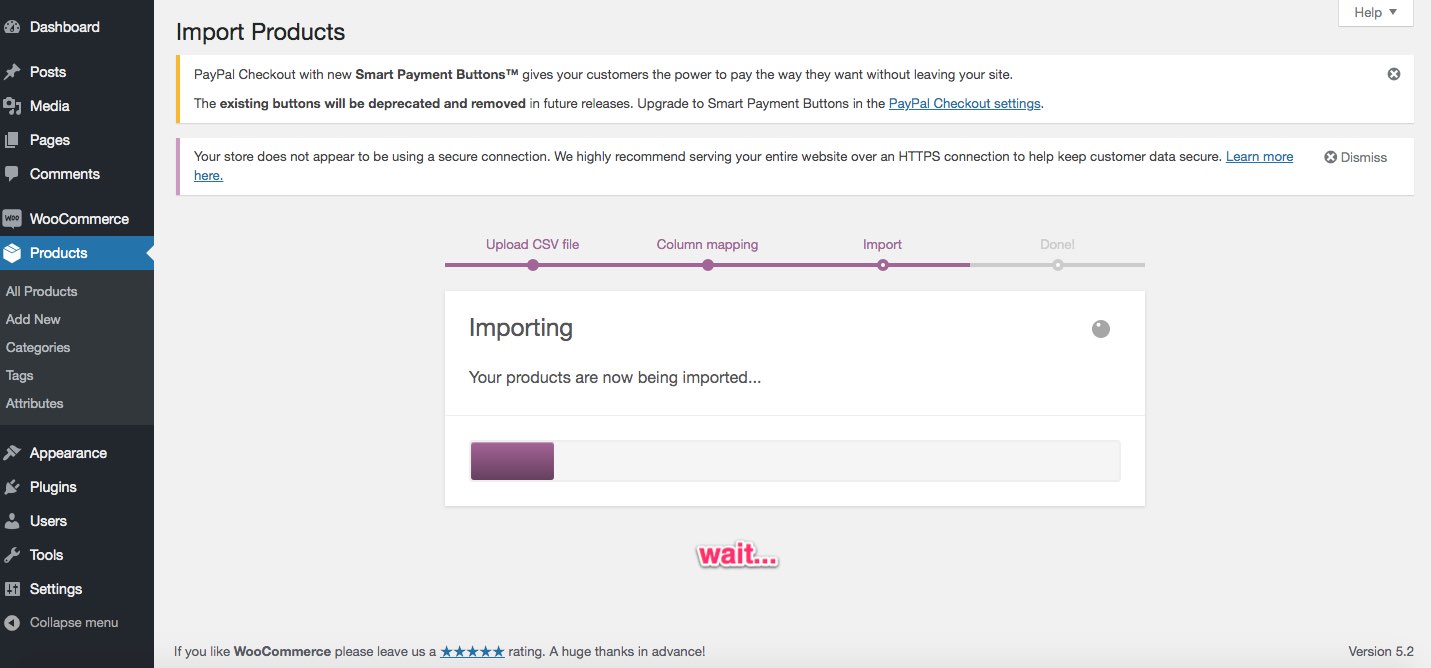 Dashboard
Posts
Media
Pages
Comments
WOO
WooCommerce
Products
All Products
Add New
Categories
Tags
Attributes
Appearance
Plugins
Users
Tools
Settings
Collapse menu
Help
Import Products
PayPal Checkout with new Smart Payment Buttons™ gives your customers the power to pay the way they want without leaving your site.
The existing buttons will be deprecated and removed in future releases. Upgrade to Smart Payment Buttons in the PayPal Checkout settings.
Your store does not appear to be using a secure connection. We highly recommend serving your entire website over an HTTPS connection to help keep customer data secure. Learn more
here.
Dismiss
Upload CSV file
Column mapping
Import
Done!
Importing
Your products are now being imported...
wait...
If you like WooCommerce please leave us a ★★★★★ rating. A huge thanks in advance!
Version 5.2